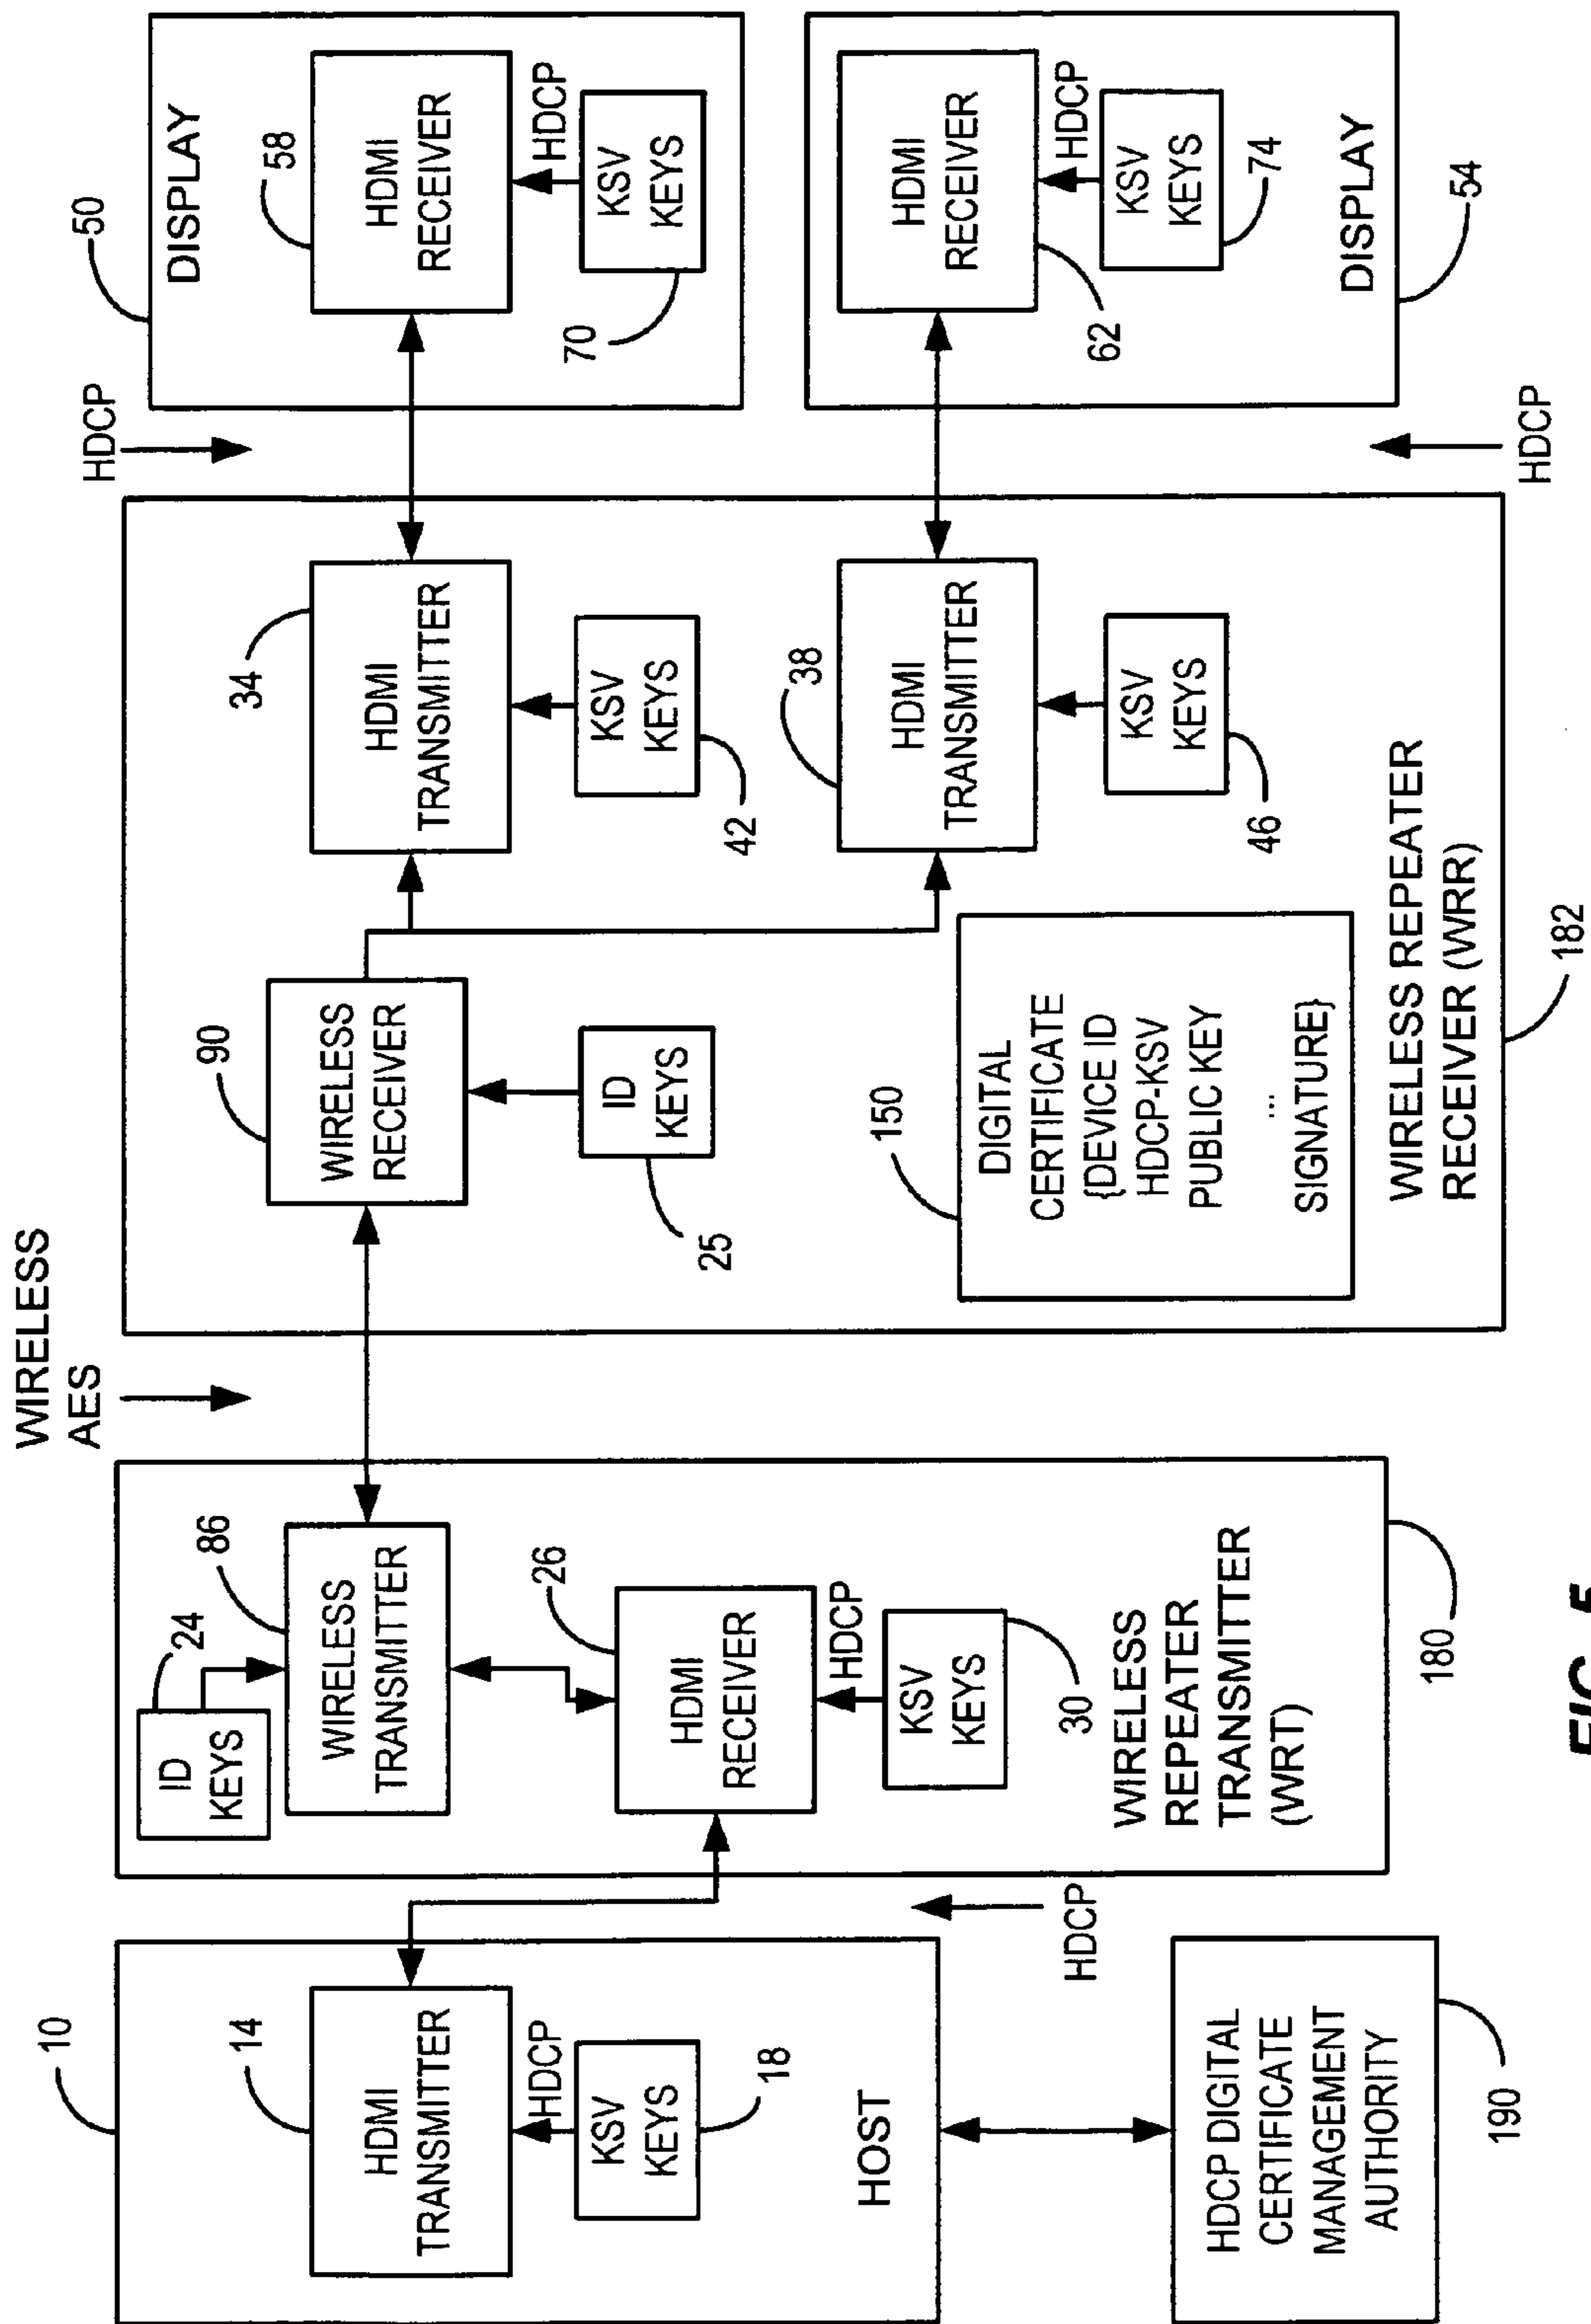 10
14
HDMI
TRANSMITTER
HDCP
KSV
KEYS
18
HOST
HDCP DIGITAL
CERTIFICATE
MANAGEMENT
AUTHORITY
190
HDCP
24
ID
KEYS
86
WIRELESS
TRANSMITTER
26
HDMI
RECEIVER
HDCP
KSV
KEYS
30
WIRELESS
REPEATER
TRANSMITTER
(WRT)
180
WIRELESS
AES
90
WIRELESS
RECEIVER
ID
KEYS
25
150
DIGITAL
CERTIFICATE
{DEVICE ID
HDCP-KSV
PUBLIC KEY
...
SIGNATURE}
34
HDMI
TRANSMITTER
KSV
KEYS
42
38
HDMI
TRANSMITTER
KSV
KEYS
46
WIRELESS REPEATER
RECEIVER (WRR)
182
HDCP
HDCP
50
DISPLAY
58
HDMI
RECEIVER
HDCP
KSV
KEYS
70
HDMI
RECEIVER
62
HDCP
KSV
KEYS
74
DISPLAY
54
FIG. 5